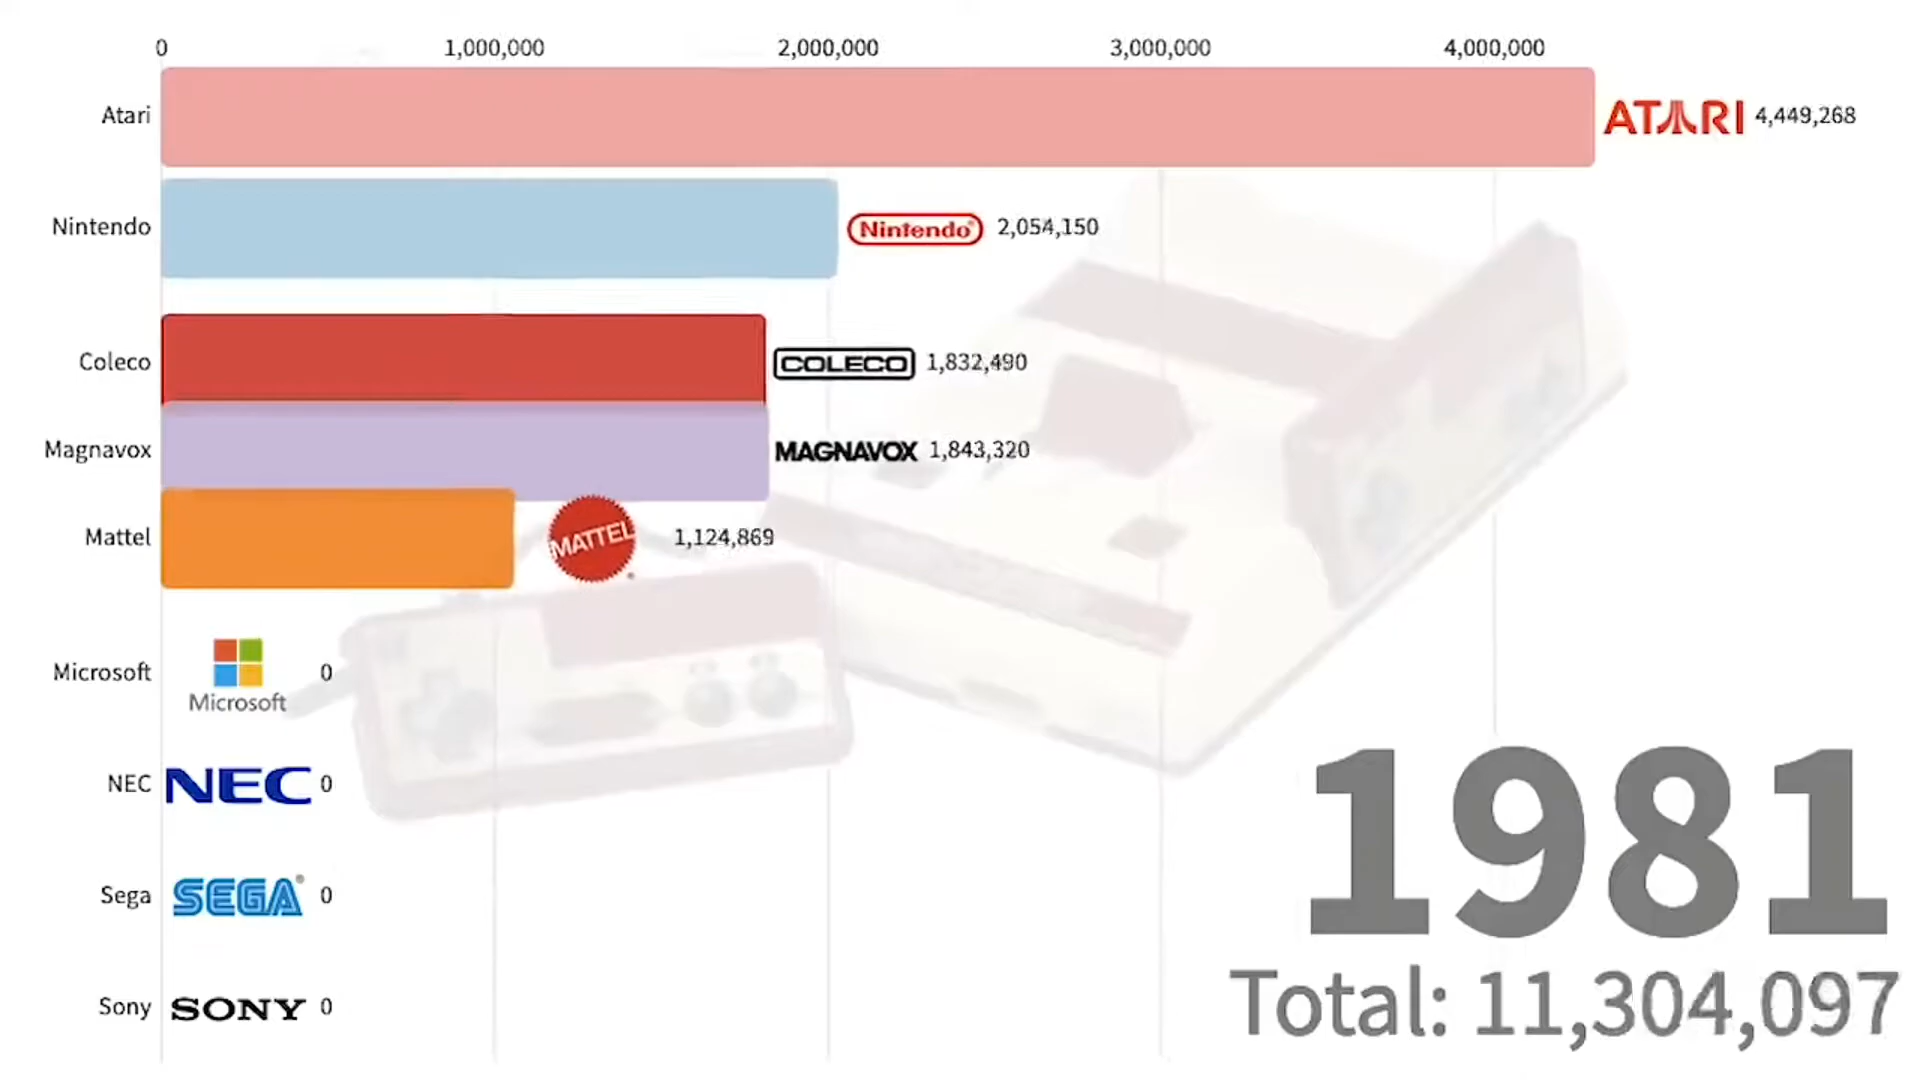 0 1,000,000 2,000,000 3,000,000 4,000,000
Atari ATARI 4,449,268
Nintendo Nintendo® 2,054,150
Coleco COLECO 1,832,490
Magnavox MAGNAVOX 1,843,320
Mattel MATTEL 1,124,869
Microsoft Microsoft 0
NEC NEC 0
Sega SEGA® 0
Sony SONY 0
1981
Total: 11,304,097